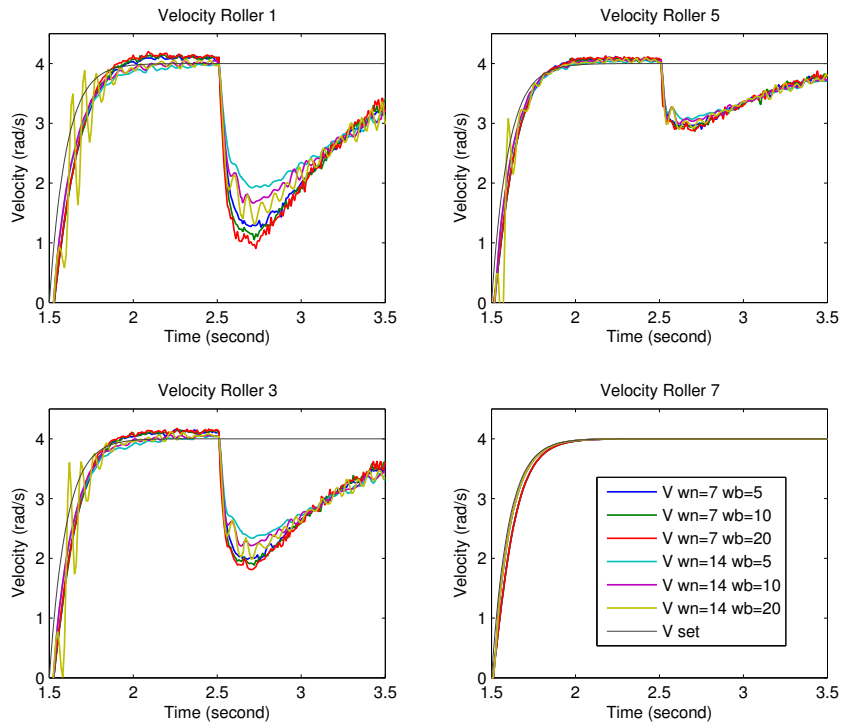 Velocity Roller 1
4
3
2
1
0
Velocity (rad/s)
1.5 2 2.5 3 3.5
Time (second)
Velocity Roller 5
4
3
2
1
0
Velocity (rad/s)
1.5 2 2.5 3 3.5
Time (second)
Velocity Roller 3
4
3
2
1
0
Velocity (rad/s)
1.5 2 2.5 3 3.5
Time (second)
Velocity Roller 7
4
3
2
1
0
Velocity (rad/s)
1.5 2 2.5 3 3.5
Time (second)
V wn=7 wb=5
V wn=7 wb=10
V wn=7 wb=20
V wn=14 wb=5
V wn=14 wb=10
V wn=14 wb=20
V set